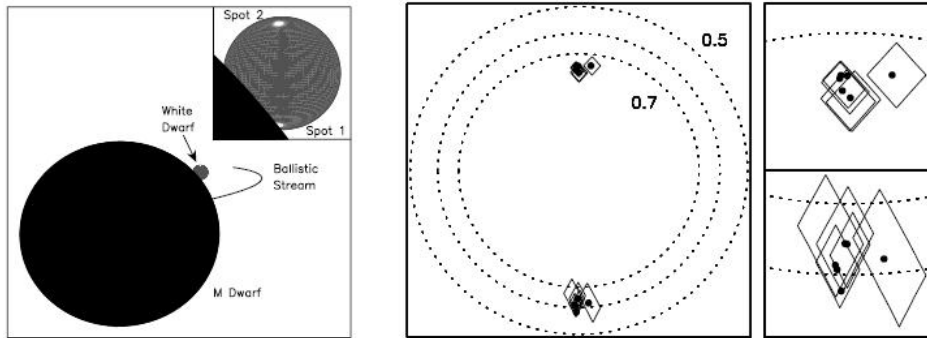 Spot 2
Spot 1
White
Dwarf
Ballistic
Stream
M Dwarf
0.5
0.7